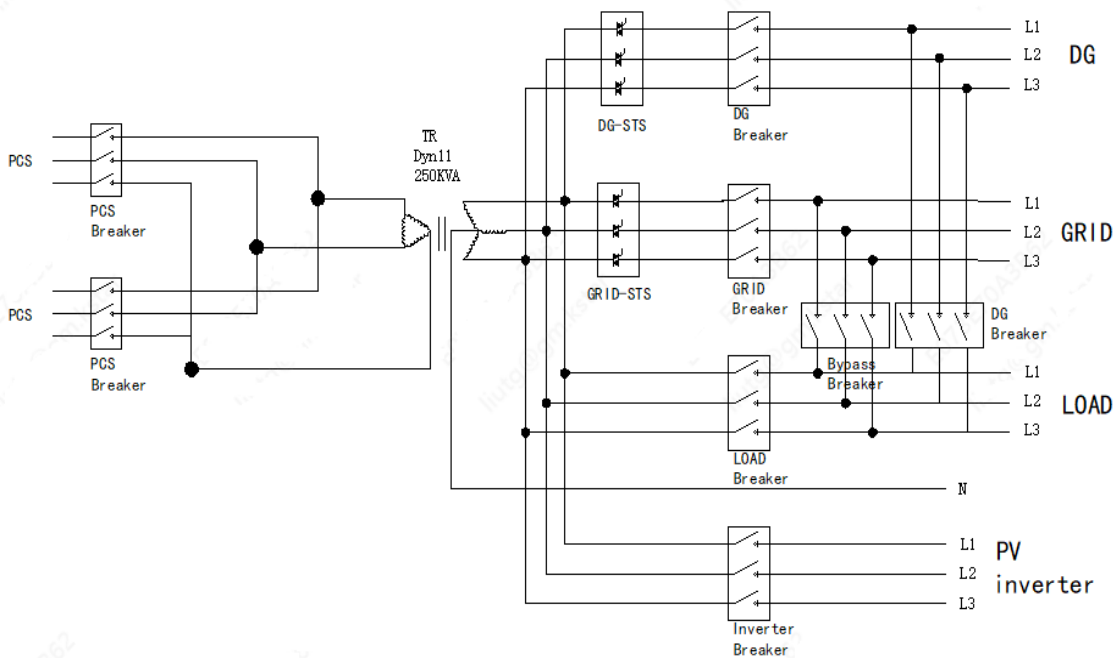 L1
L2
DG
L3
DG-STS
DG
Breaker
TR
Dyn11
250KVA
PCS
PCS
Breaker
L1
L2
GRID
L3
GRID-STS
GRID
Breaker
PCS
PCS
Breaker
DG
Breaker
Bypass
Breaker
L1
L2
LOAD
L3
LOAD
Breaker
N
L1
PV
L2
inverter
L3
Inverter
Breaker